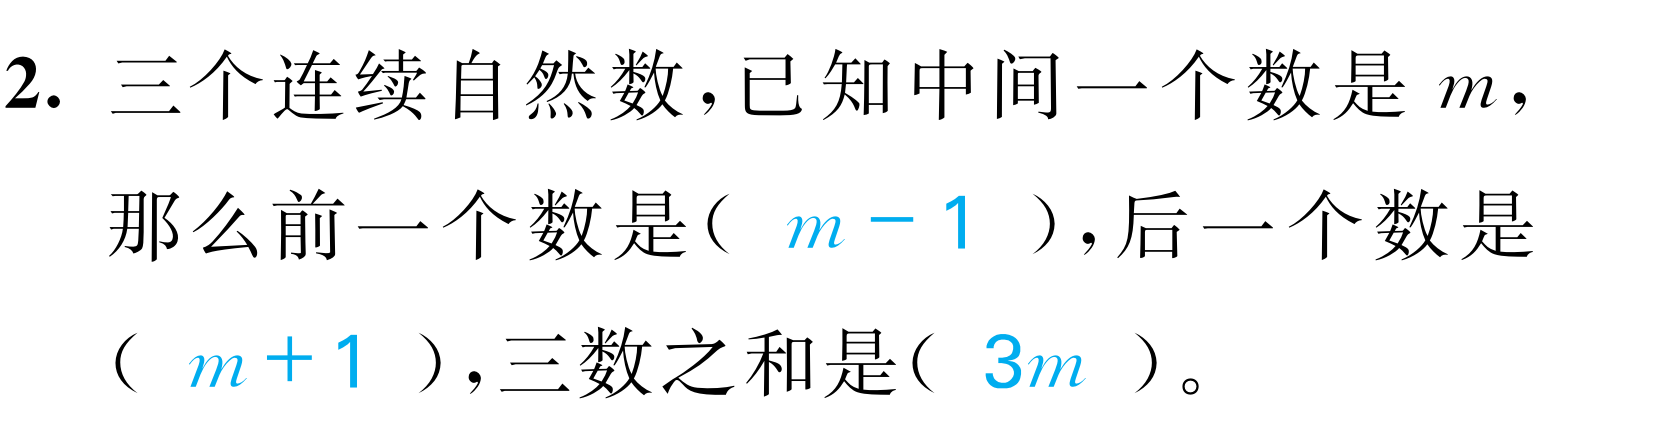 2. 三个连续自然数,已知中间一个数是 m,
那么前一个数是( m－1 ),后一个数是
( m＋1 ),三数之和是( 3m )。